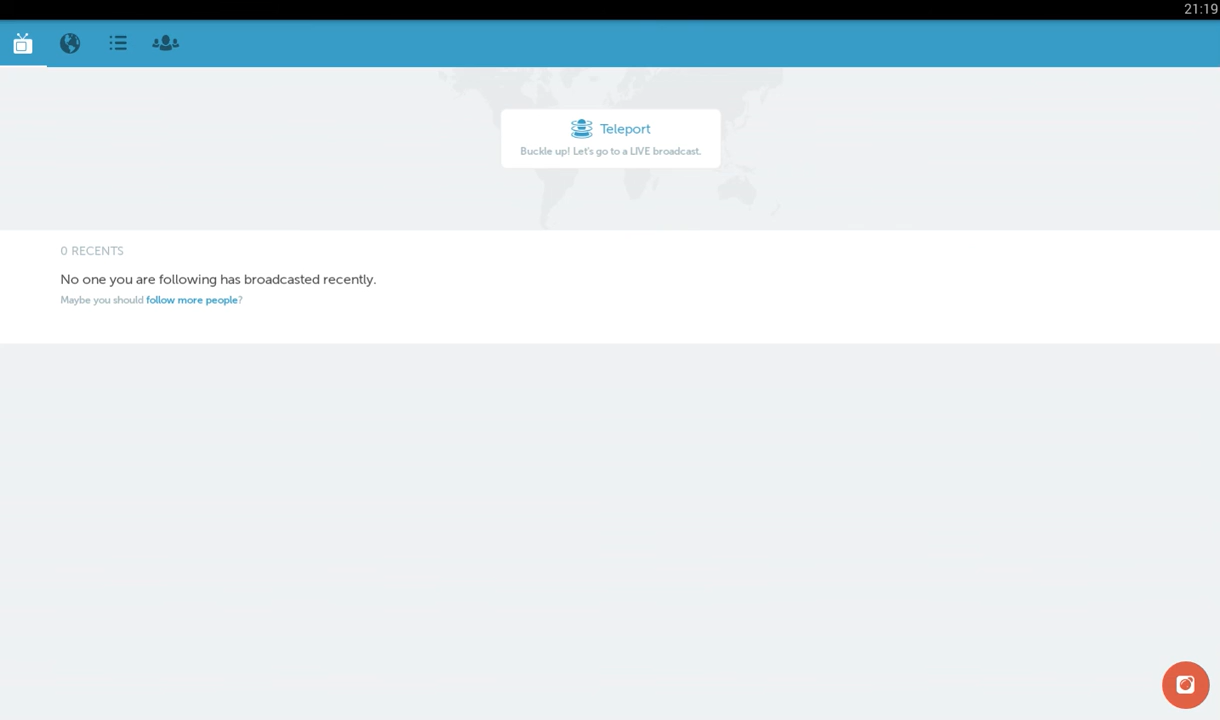 21:19
Teleport
Buckle up! Let's go to a LIVE broadcast.
0 RECENTS
No one you are following has broadcasted recently.
Maybe you should follow more people?